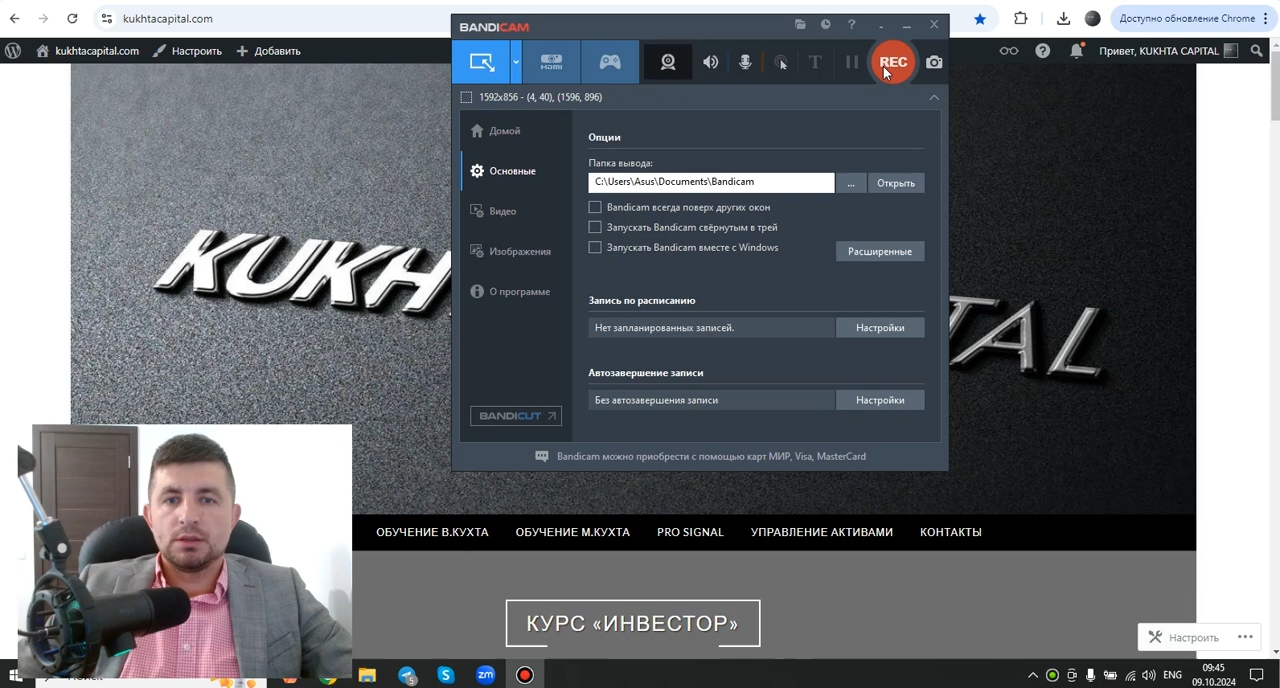 kukhtacapital.com
Доступно обновление Chrome
kukhtacapital.com
Настроить
Добавить
Привет, KUKHTA CAPITAL
BANDICAM
HDMI
REC
1592x856 - (4, 40), (1596, 896)
Домой
Основные
Видео
Изображения
О программе
BANDICUT
Опции
Папка вывода:
C:\Users\Asus\Documents\Bandicam
...
Открыть
Bandicam всегда поверх других окон
Запускать Bandicam свёрнутым в трей
Запускать Bandicam вместе с Windows
Расширенные
Запись по расписанию
Нет запланированных записей.
Настройки
Автозавершение записи
Без автозавершения записи
Настройки
Bandicam можно приобрести с помощью карт МИР, Visa, MasterCard
ОБУЧЕНИЕ В.КУХТА
ОБУЧЕНИЕ М.КУХТА
PRO SIGNAL
УПРАВЛЕНИЕ АКТИВАМИ
КОНТАКТЫ
КУРС «ИНВЕСТОР»
Настроить
ENG
09:45
09.10.2024